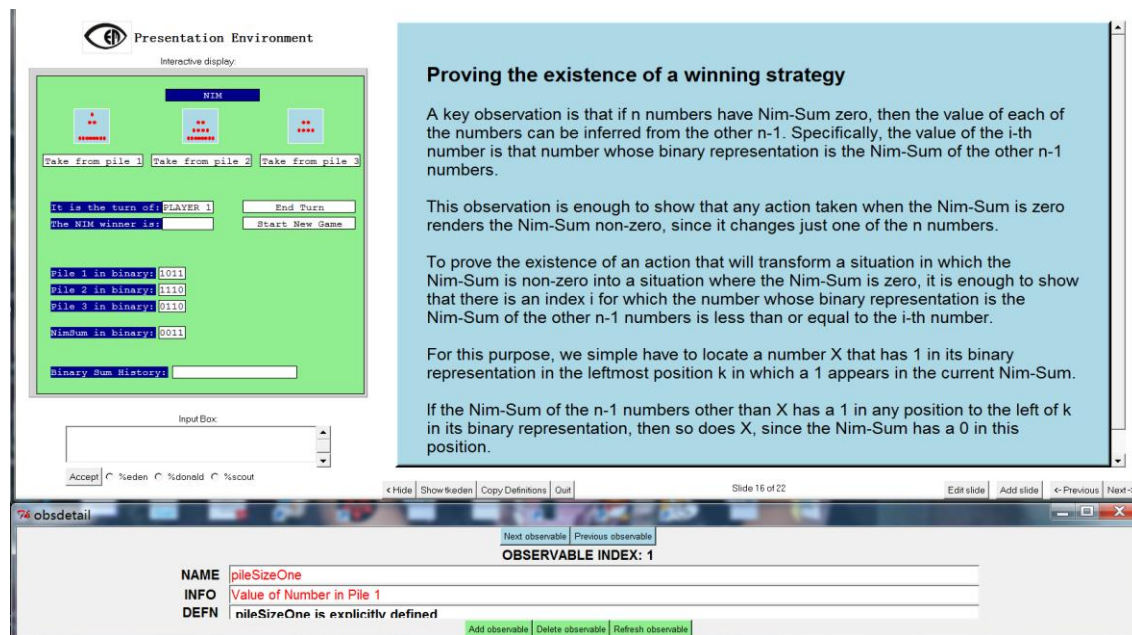 Presentation Environment
Interactive display:
NIM
Take from pile 1 Take from pile 2 Take from pile 3
It is the turn of: PLAYER 1 End Turn
The NIM winner is: Start New Game
Pile 1 in binary: 1011
Pile 2 in binary: 1110
Pile 3 in binary: 0110
NimSum in binary: 0011
Binary Sum History:
Input Box:
Accept %eden %donald %scout
Proving the existence of a winning strategy
A key observation is that if n numbers have Nim-Sum zero, then the value of each of
the numbers can be inferred from the other n-1. Specifically, the value of the i-th
number is that number whose binary representation is the Nim-Sum of the other n-1
numbers.
This observation is enough to show that any action taken when the Nim-Sum is zero
renders the Nim-Sum non-zero, since it changes just one of the n numbers.
To prove the existence of an action that will transform a situation in which the
Nim-Sum is non-zero into a situation where the Nim-Sum is zero, it is enough to show
that there is an index i for which the number whose binary representation is the
Nim-Sum of the other n-1 numbers is less than or equal to the i-th number.
For this purpose, we simple have to locate a number X that has 1 in its binary
representation in the leftmost position k in which a 1 appears in the current Nim-Sum.
If the Nim-Sum of the n-1 numbers other than X has a 1 in any position to the left of k
in its binary representation, then so does X, since the Nim-Sum has a 0 in this
position.
< Hide Show tkeden Copy Definitions Quit Slide 16 of 22 Edit slide Add slide <- Previous Next ->
obsdetail
Next observable Previous observable
OBSERVABLE INDEX: 1
NAME pileSizeOne
INFO Value of Number in Pile 1
DEFN pileSizeOne is explicitly defined
Add observable Delete observable Refresh observable